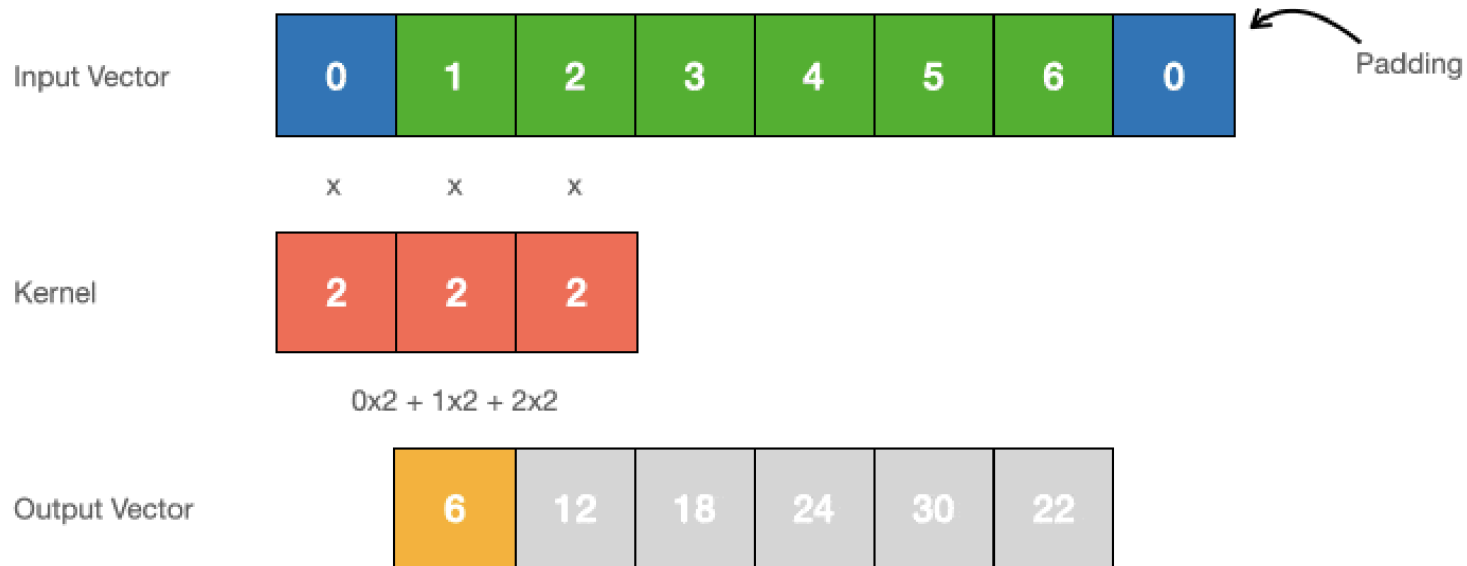 Input Vector 0 1 2 3 4 5 6 0 Padding
x x x
Kernel 2 2 2
0x2 + 1x2 + 2x2
Output Vector 6 12 18 24 30 22